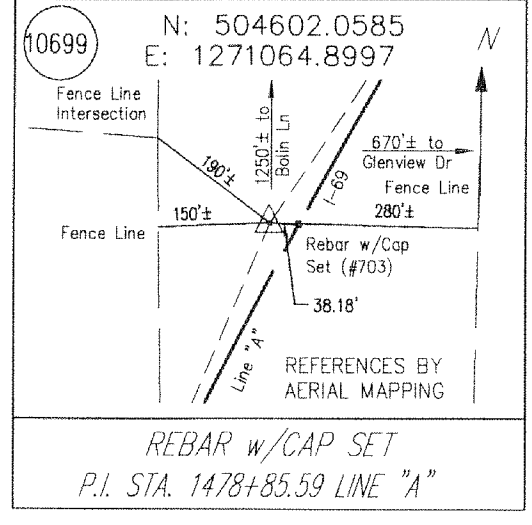 10699
N: 504602.0585
E: 1271064.8997
N
Fence Line
Intersection
190'±
1250'± to
Bolin Ln
I-69
670'± to
Glenview Dr
Fence Line
150'±
280'±
Fence Line
Rebar w/Cap
Set (#703)
38.18'
Line "A"
REFERENCES BY
AERIAL MAPPING
REBAR w/CAP SET
P.I. STA. 1478+85.59 LINE "A"